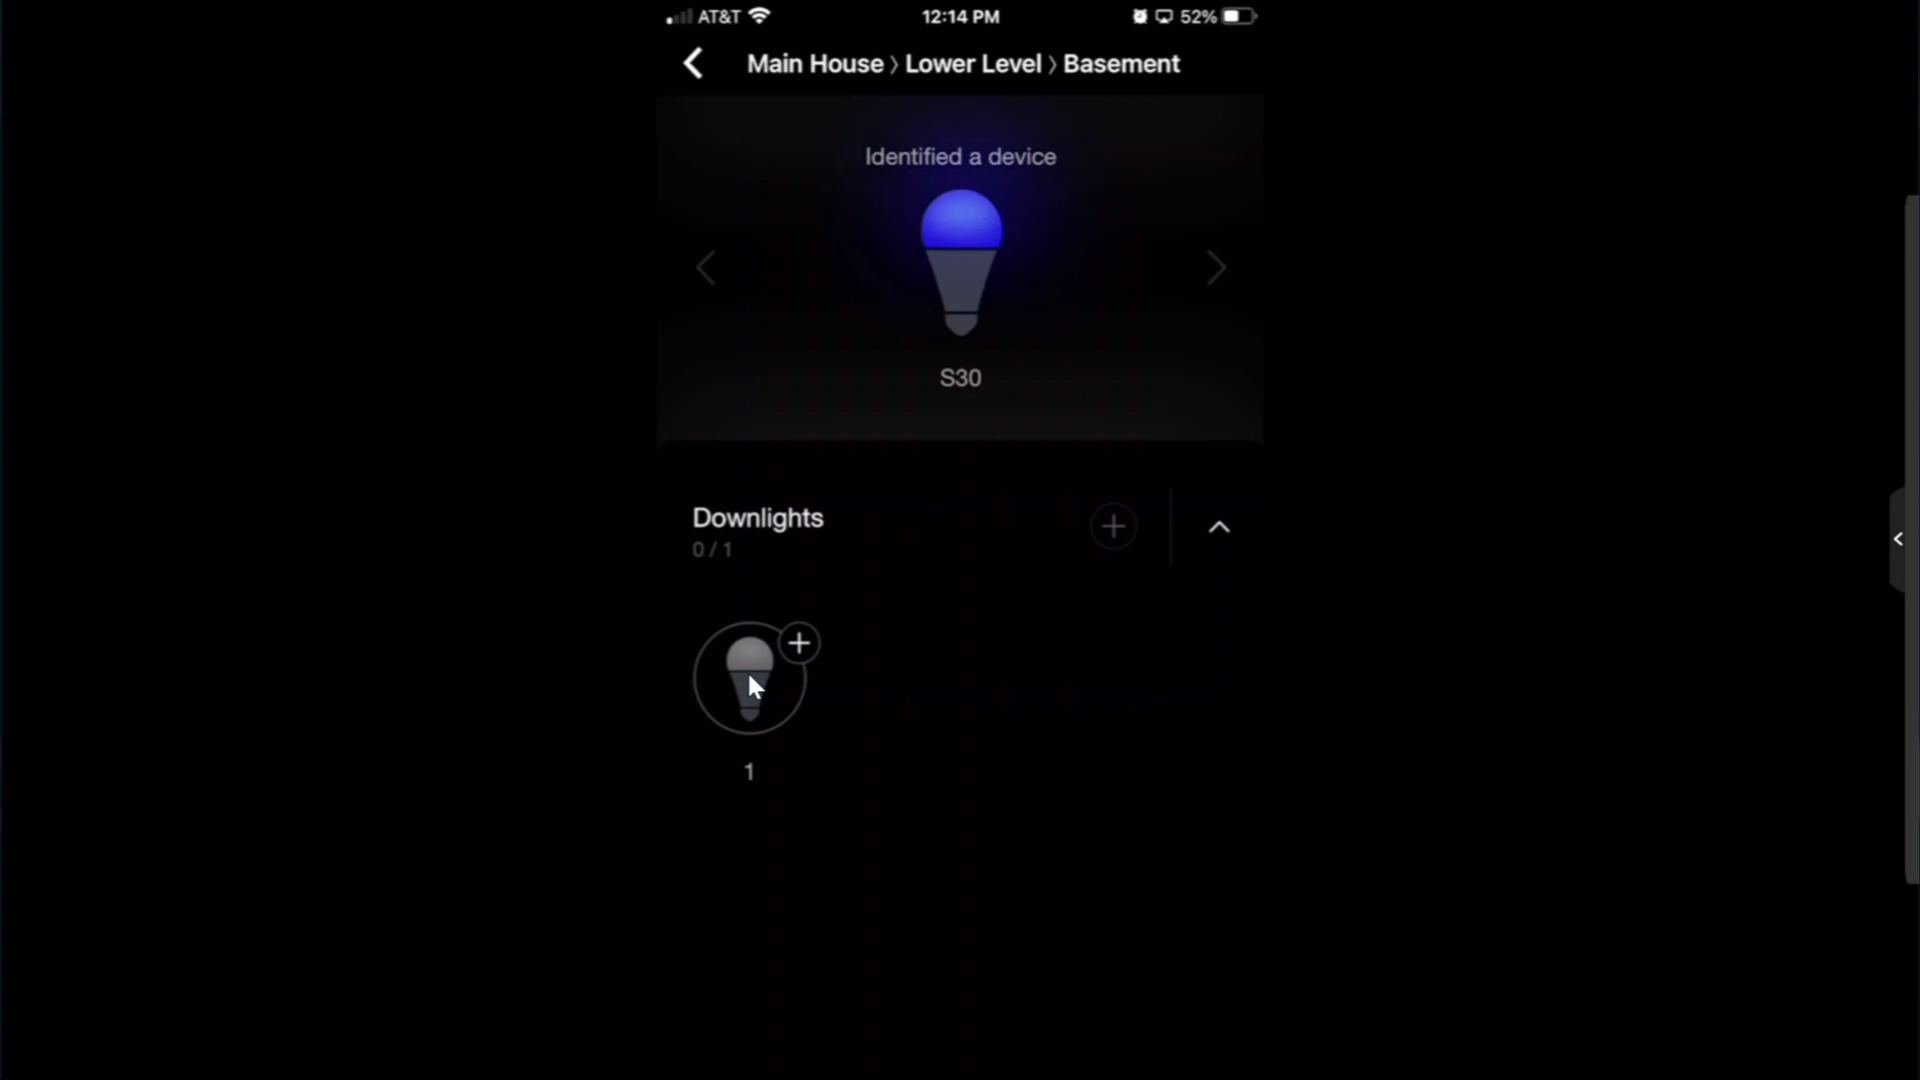 AT&T 12:14 PM 52%
Main House 〉 Lower Level 〉 Basement
Identified a device
S30
Downlights
0 / 1
1